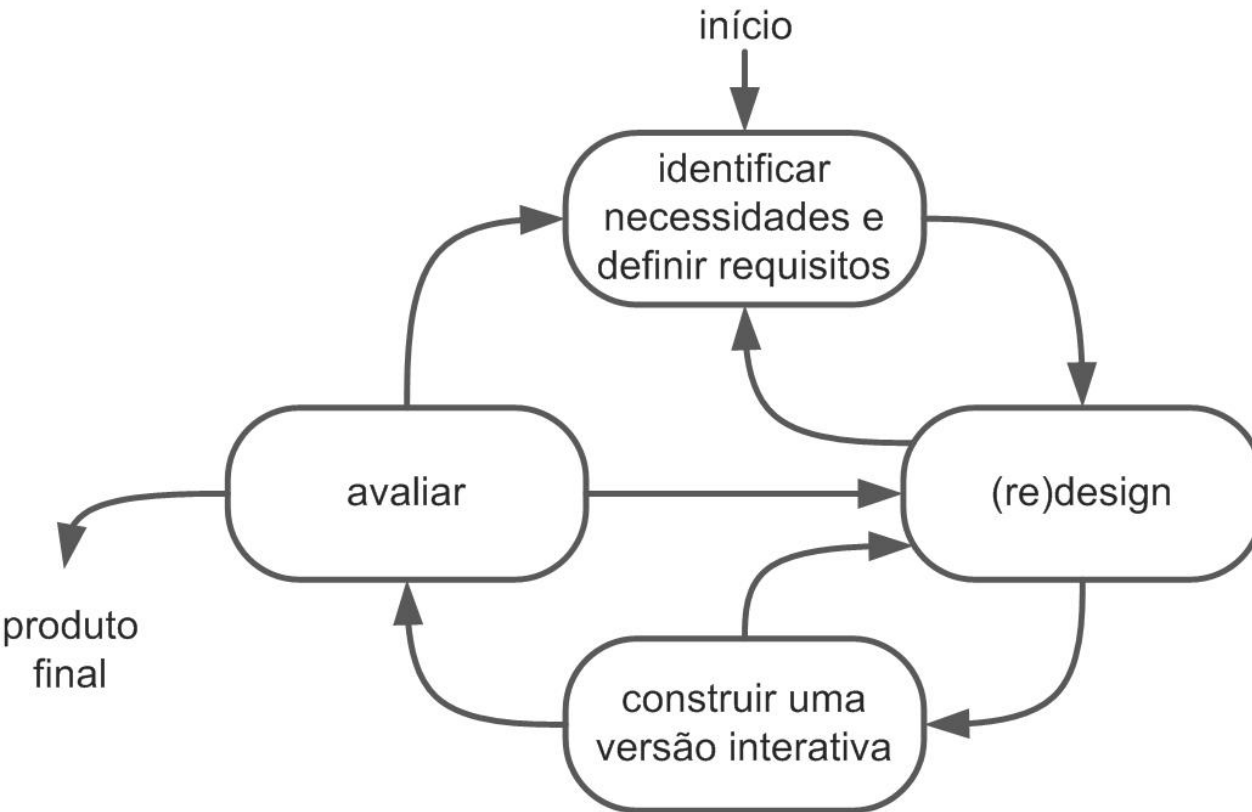 início
identificar
necessidades e
definir requisitos
avaliar
(re)design
produto
final
construir uma
versão interativa